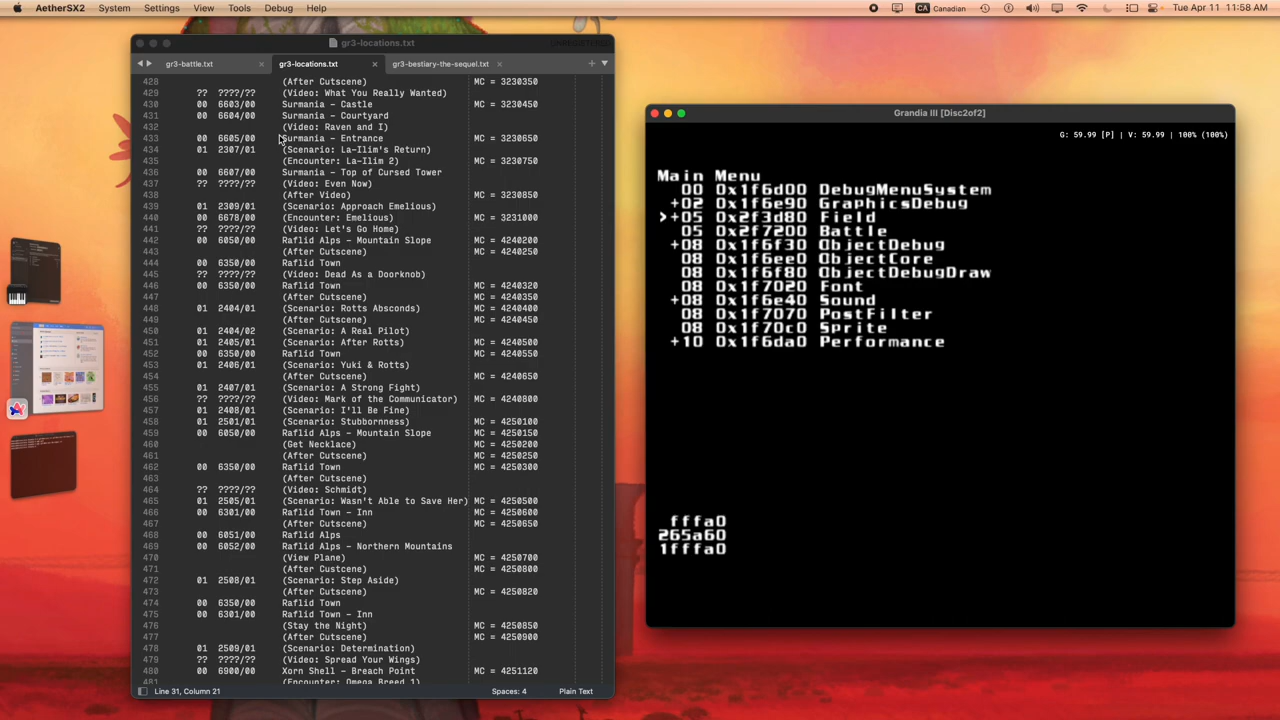 AetherSX2 System Settings View Tools Debug Help
CA Canadian Tue Apr 11 11:58 AM
gr3-locations.txt
UNREGISTERED
gr3-battle.txt × gr3-locations.txt × gr3-bestiary-the-sequel.txt ×
428 (After Cutscene) MC = 3230350
429 ?? ????/?? (Video: What You Really Wanted)
430 00 6603/00 Surmania - Castle MC = 3230450
431 00 6604/00 Surmania - Courtyard
432 (Video: Raven and I)
433 00 6605/00 Surmania - Entrance MC = 3230650
434 01 2307/01 (Scenario: La-Ilim's Return)
435 (Encounter: La-Ilim 2) MC = 3230750
436 00 6607/00 Surmania - Top of Cursed Tower
437 ?? ????/?? (Video: Even Now)
438 (After Video) MC = 3230850
439 01 2309/01 (Scenario: Approach Emelious)
440 00 6678/00 (Encounter: Emelious) MC = 3231000
441 ?? ????/?? (Video: Let's Go Home)
442 00 6050/00 Raflid Alps - Mountain Slope MC = 4240200
443 (After Cutscene) MC = 4240250
444 00 6350/00 Raflid Town
445 ?? ????/?? (Video: Dead As a Doorknob)
446 00 6350/00 Raflid Town MC = 4240320
447 (After Cutscene) MC = 4240350
448 01 2404/01 (Scenario: Rotts Absconds) MC = 4240400
449 (After Cutscene) MC = 4240450
450 01 2404/02 (Scenario: A Real Pilot)
451 01 2405/01 (Scenario: After Rotts) MC = 4240500
452 00 6350/00 Raflid Town MC = 4240550
453 01 2406/01 (Scenario: Yuki & Rotts)
454 (After Cutscene) MC = 4240650
455 01 2407/01 (Scenario: A Strong Fight)
456 ?? ????/?? (Video: Mark of the Communicator) MC = 4240800
457 01 2408/01 (Scenario: I'll Be Fine)
458 01 2501/01 (Scenario: Stubbornness) MC = 4250100
459 00 6050/00 Raflid Alps - Mountain Slope MC = 4250150
460 (Get Necklace) MC = 4250200
461 (After Cutscene) MC = 4250250
462 00 6350/00 Raflid Town MC = 4250300
463 (After Cutscene)
464 ?? ????/?? (Video: Schmidt)
465 01 2505/01 (Scenario: Wasn't Able to Save Her) MC = 4250500
466 00 6301/00 Raflid Town - Inn MC = 4250600
467 (After Cutscene) MC = 4250650
468 00 6051/00 Raflid Alps
469 00 6052/00 Raflid Alps - Northern Mountains
470 (View Plane) MC = 4250700
471 (After Custcene) MC = 4250800
472 01 2508/01 (Scenario: Step Aside)
473 (After Cutscene) MC = 4250820
474 00 6350/00 Raflid Town
475 00 6301/00 Raflid Town - Inn
476 (Stay the Night) MC = 4250850
477 (After Cutscene) MC = 4250900
478 01 2509/01 (Scenario: Determination)
479 ?? ????/?? (Video: Spread Your Wings)
480 00 6900/00 Xorn Shell - Breach Point MC = 4251120
481 (Encounter: Omega Breed 1)
Line 31, Column 21 Spaces: 4 Plain Text
Grandia III [Disc2of2]
G: 59.99 [P] | V: 59.99 | 100% (100%)
Main Menu
00 0x1f6d00 DebugMenuSystem
+02 0x1f6e90 GraphicsDebug
>+05 0x2f3d80 Field
05 0x2f7200 Battle
+08 0x1f6f30 ObjectDebug
08 0x1f6ee0 ObjectCore
08 0x1f6f80 ObjectDebugDraw
08 0x1f7020 Font
+08 0x1f6e40 Sound
08 0x1f7070 PostFilter
08 0x1f70c0 Sprite
+10 0x1f6da0 Performance
fffa0
265a60
1fffa0